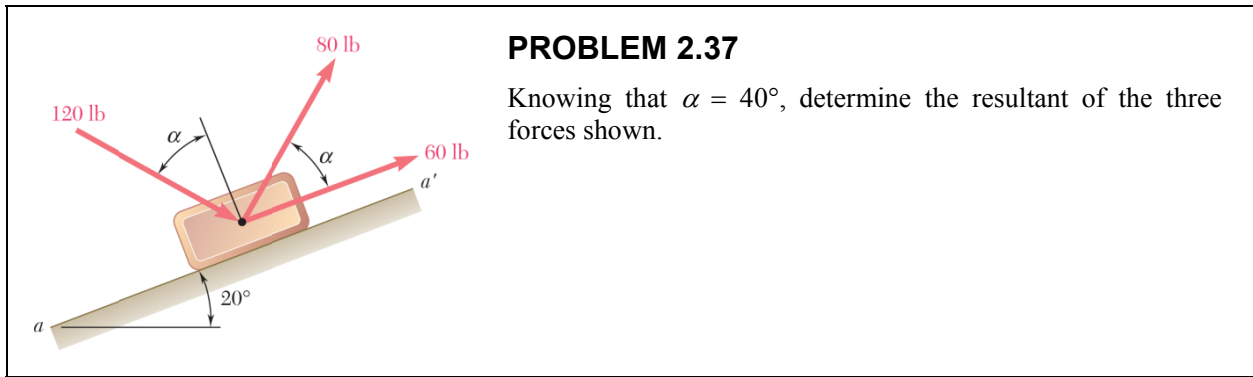 PROBLEM 2.37
Knowing that α = 40°, determine the resultant of the three
forces shown.
80 lb
120 lb
α
α
60 lb
a'
20°
a